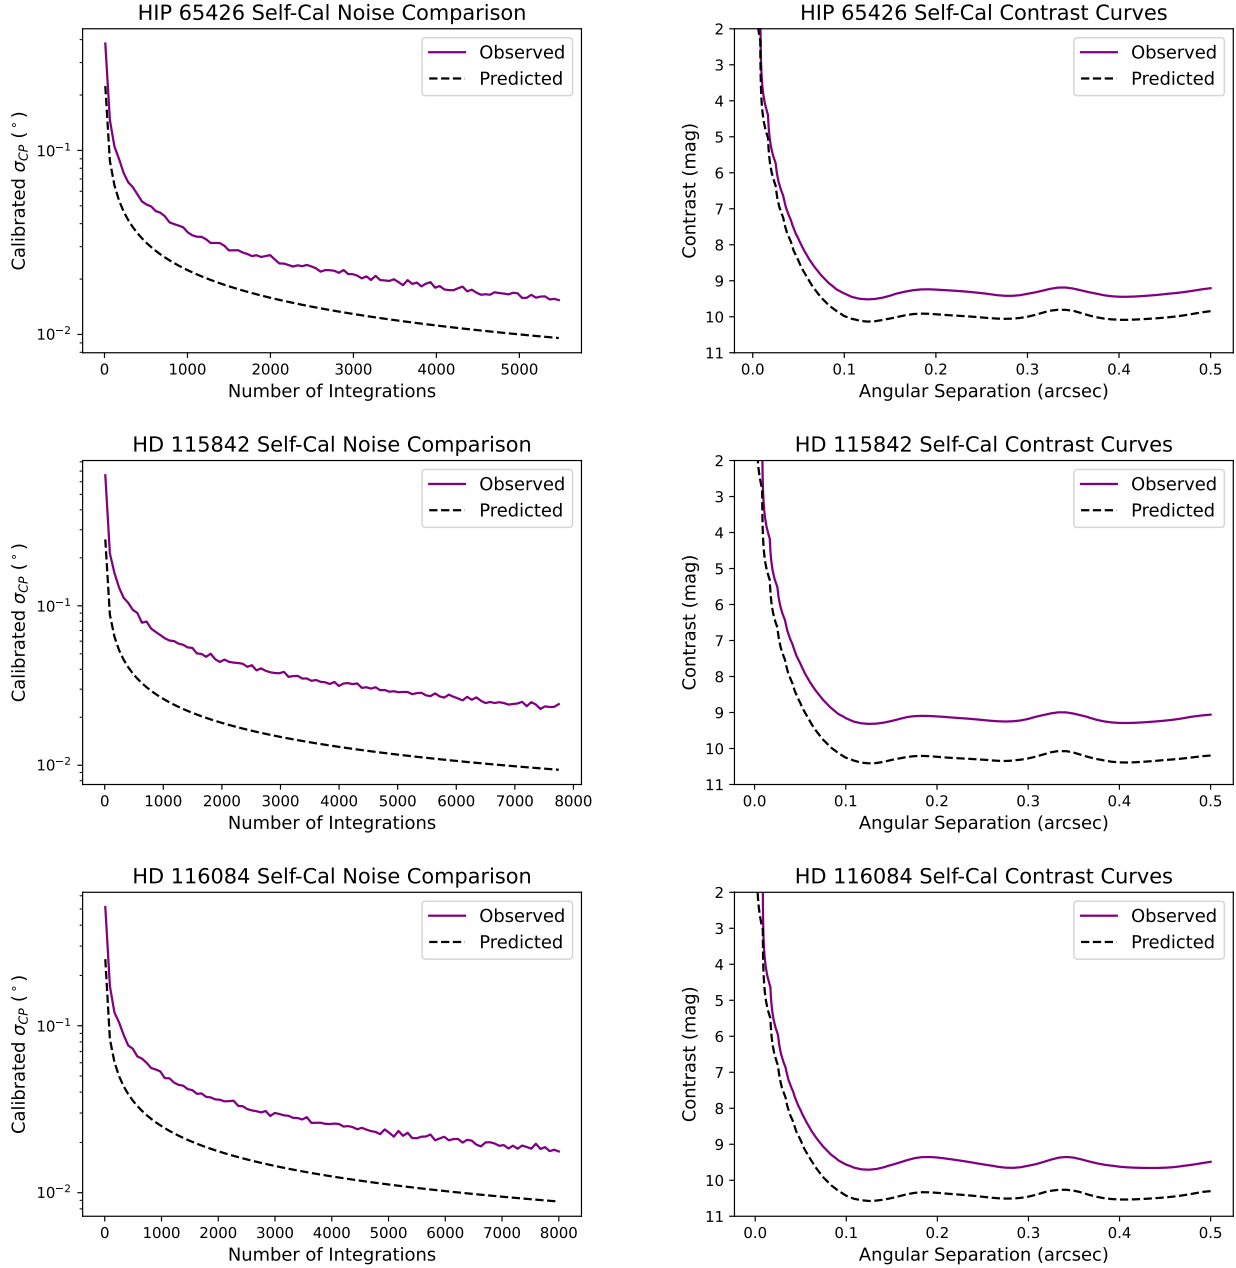 HIP 65426 Self-Cal Noise Comparison
Calibrated σCP (°)
10⁻¹
10⁻²
Observed
Predicted
0 1000 2000 3000 4000 5000
Number of Integrations
HIP 65426 Self-Cal Contrast Curves
Contrast (mag)
2
3
4
5
6
7
8
9
10
11
Observed
Predicted
0.0 0.1 0.2 0.3 0.4 0.5
Angular Separation (arcsec)
HD 115842 Self-Cal Noise Comparison
Calibrated σCP (°)
10⁻¹
10⁻²
Observed
Predicted
0 1000 2000 3000 4000 5000 6000 7000 8000
Number of Integrations
HD 115842 Self-Cal Contrast Curves
Contrast (mag)
2
3
4
5
6
7
8
9
10
11
Observed
Predicted
0.0 0.1 0.2 0.3 0.4 0.5
Angular Separation (arcsec)
HD 116084 Self-Cal Noise Comparison
Calibrated σCP (°)
10⁻¹
10⁻²
Observed
Predicted
0 1000 2000 3000 4000 5000 6000 7000 8000
Number of Integrations
HD 116084 Self-Cal Contrast Curves
Contrast (mag)
2
3
4
5
6
7
8
9
10
11
Observed
Predicted
0.0 0.1 0.2 0.3 0.4 0.5
Angular Separation (arcsec)